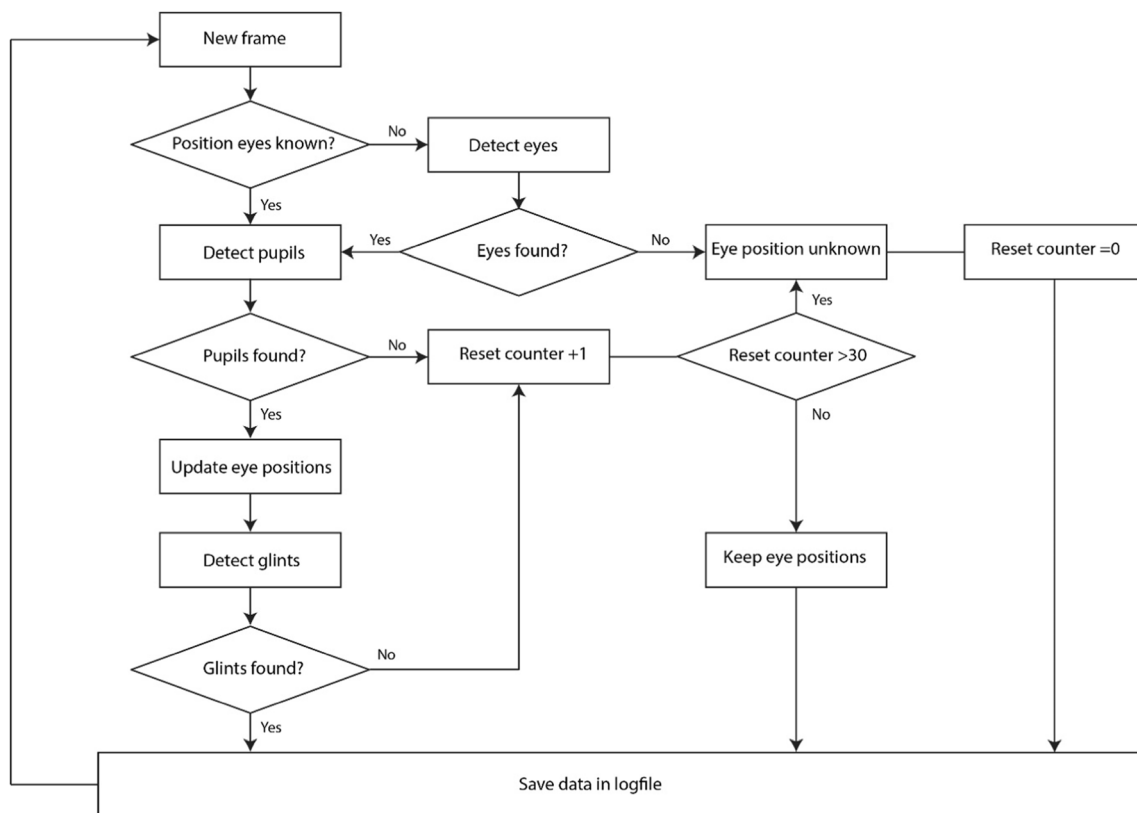 New frame
Position eyes known?
No
Detect eyes
Yes
Detect pupils
Yes
Eyes found?
No
Eye position unknown
Reset counter =0
Yes
Pupils found?
No
Reset counter +1
Reset counter >30
Yes
No
Update eye positions
Detect glints
Keep eye positions
Glints found?
No
Yes
Save data in logfile